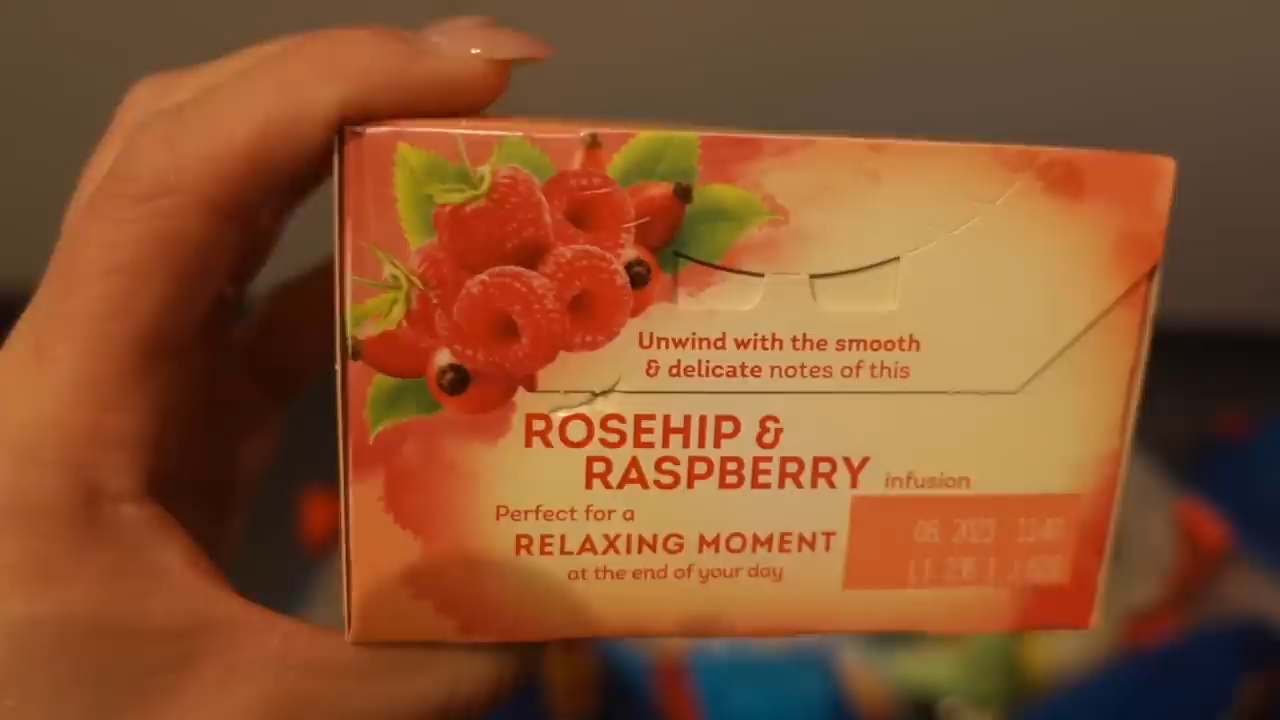 Unwind with the smooth
& delicate notes of this
ROSEHIP &
RASPBERRY infusion
Perfect for a
RELAXING MOMENT
at the end of your day